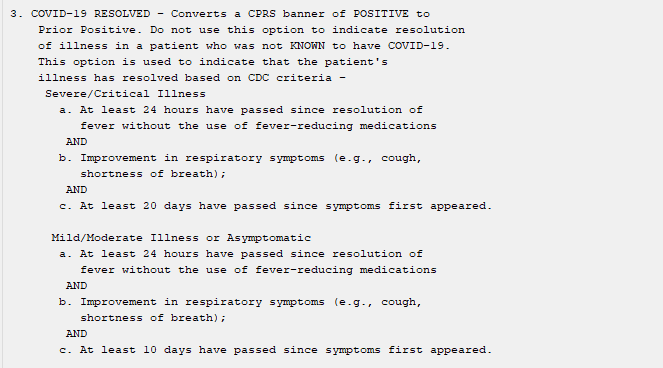 3. COVID-19 RESOLVED - Converts a CPRS banner of POSITIVE to
Prior Positive. Do not use this option to indicate resolution
of illness in a patient who was not KNOWN to have COVID-19.
This option is used to indicate that the patient's
illness has resolved based on CDC criteria -
Severe/Critical Illness
a. At least 24 hours have passed since resolution of
fever without the use of fever-reducing medications
AND
b. Improvement in respiratory symptoms (e.g., cough,
shortness of breath);
AND
c. At least 20 days have passed since symptoms first appeared.
Mild/Moderate Illness or Asymptomatic
a. At least 24 hours have passed since resolution of
fever without the use of fever-reducing medications
AND
b. Improvement in respiratory symptoms (e.g., cough,
shortness of breath);
AND
c. At least 10 days have passed since symptoms first appeared.